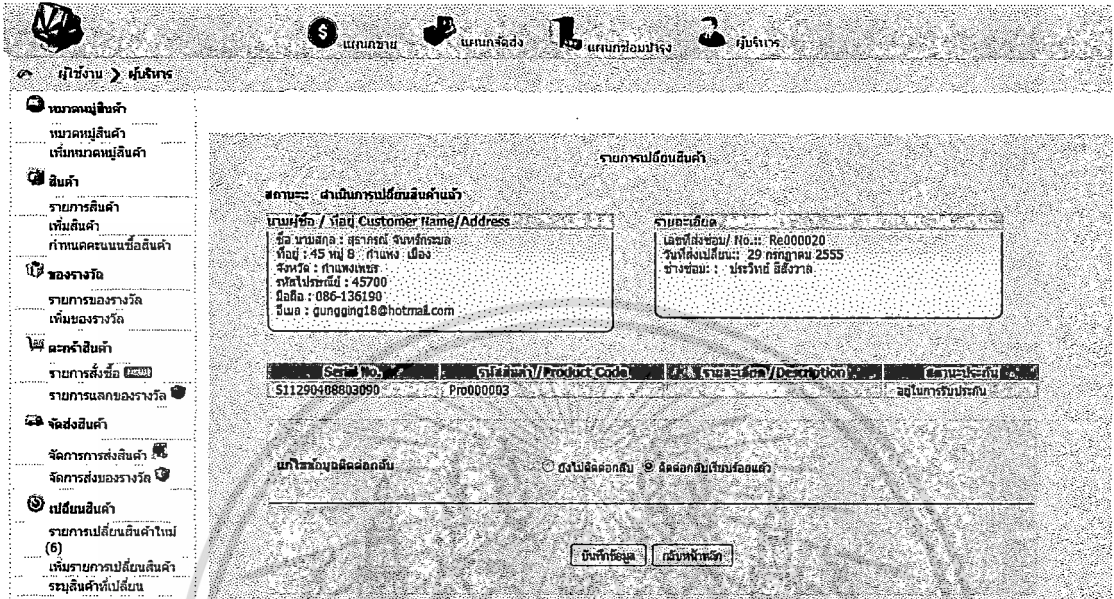 แผนกขาย
แผนกจัดส่ง
แผนกซ่อมบำรุง
ผู้บริหาร
ผู้ใช้งาน ❯ ผู้บริหาร
หมวดหมู่สินค้า
หมวดหมู่สินค้า
เพิ่มหมวดหมู่สินค้า
สินค้า
รายการสินค้า
เพิ่มสินค้า
กำหนดคะแนนซื้อสินค้า
ของรางวัล
รายการของรางวัล
เพิ่มของรางวัล
ตะกร้าสินค้า
รายการสั่งซื้อ
รายการแลกของรางวัล
จัดส่งสินค้า
จัดการการส่งสินค้า
จัดการส่งของรางวัล
เปลี่ยนสินค้า
รายการเปลี่ยนสินค้าใหม่
(6)
เพิ่มรายการเปลี่ยนสินค้า
ระบุสินค้าที่เปลี่ยน
รายการเปลี่ยนสินค้า
สถานะ:: ดำเนินการเปลี่ยนสินค้าแล้ว
นามผู้ซื้อ / ที่อยู่ Customer Name/Address
ชื่อ นามสกุล : สุราภรณ์ จันทร์กระบล
ที่อยู่ : 45 หมู่ 8 กำแพง เมือง
จังหวัด : กำแพงเพชร
รหัสไปรษณีย์ : 45700
มือถือ : 086-136190
อีเมล : gungging18@hotmail.com
รายละเอียด
เลขที่ส่งซ่อม/ No.:: Re000020
วันที่ส่งเปลี่ยน:: 29 กรกฎาคม 2555
ช่างซ่อม: : ประวิทย์ สีสังวาล
Serial No. รหัสสินค้า/Product Code รายละเอียด/Description สถานะประกัน
S11290408803090 Pro000003 อยู่ในการรับประกัน
แก้ไขข้อมูลติดต่อกลับ ยังไม่ติดต่อกลับ ติดต่อกลับเรียบร้อยแล้ว
บันทึกข้อมูล กลับหน้าหลัก